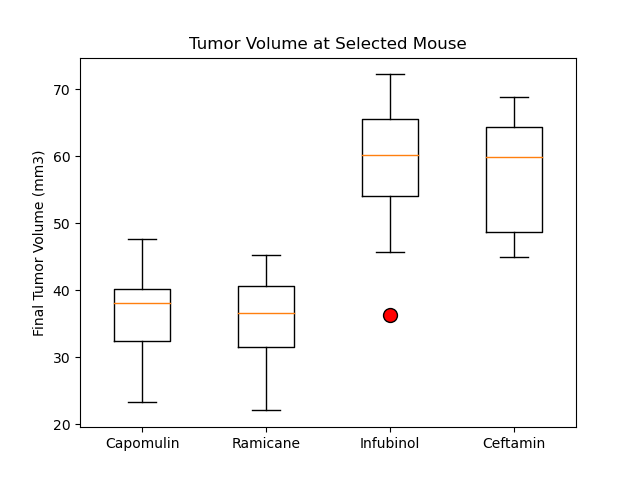 Tumor Volume at Selected Mouse
Final Tumor Volume (mm3)
70
60
50
40
30
20
Capomulin Ramicane Infubinol Ceftamin